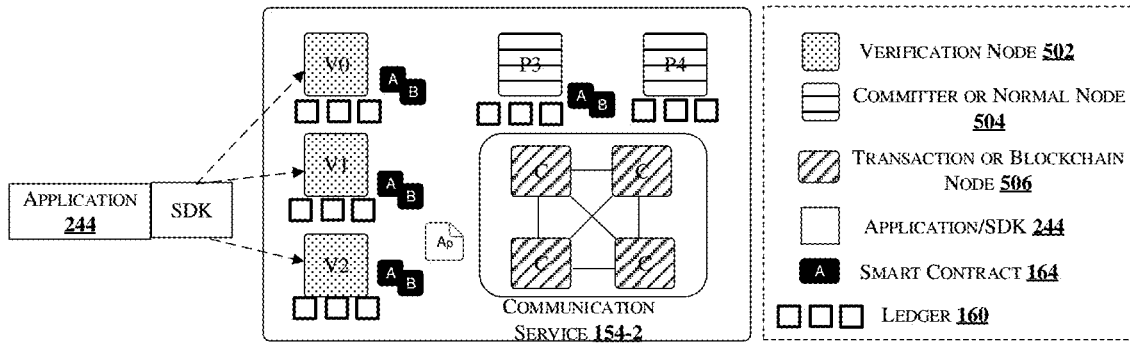 APPLICATION
244
SDK
V0
A
B
V1
A
B
V2
A
B
Ap
P3
A
B
P4
C
C
C
C
COMMUNICATION
SERVICE 154-2
VERIFICATION NODE 502
COMMITTER OR NORMAL NODE
504
TRANSACTION OR BLOCKCHAIN
NODE 506
APPLICATION/SDK 244
A
SMART CONTRACT 164
LEDGER 160